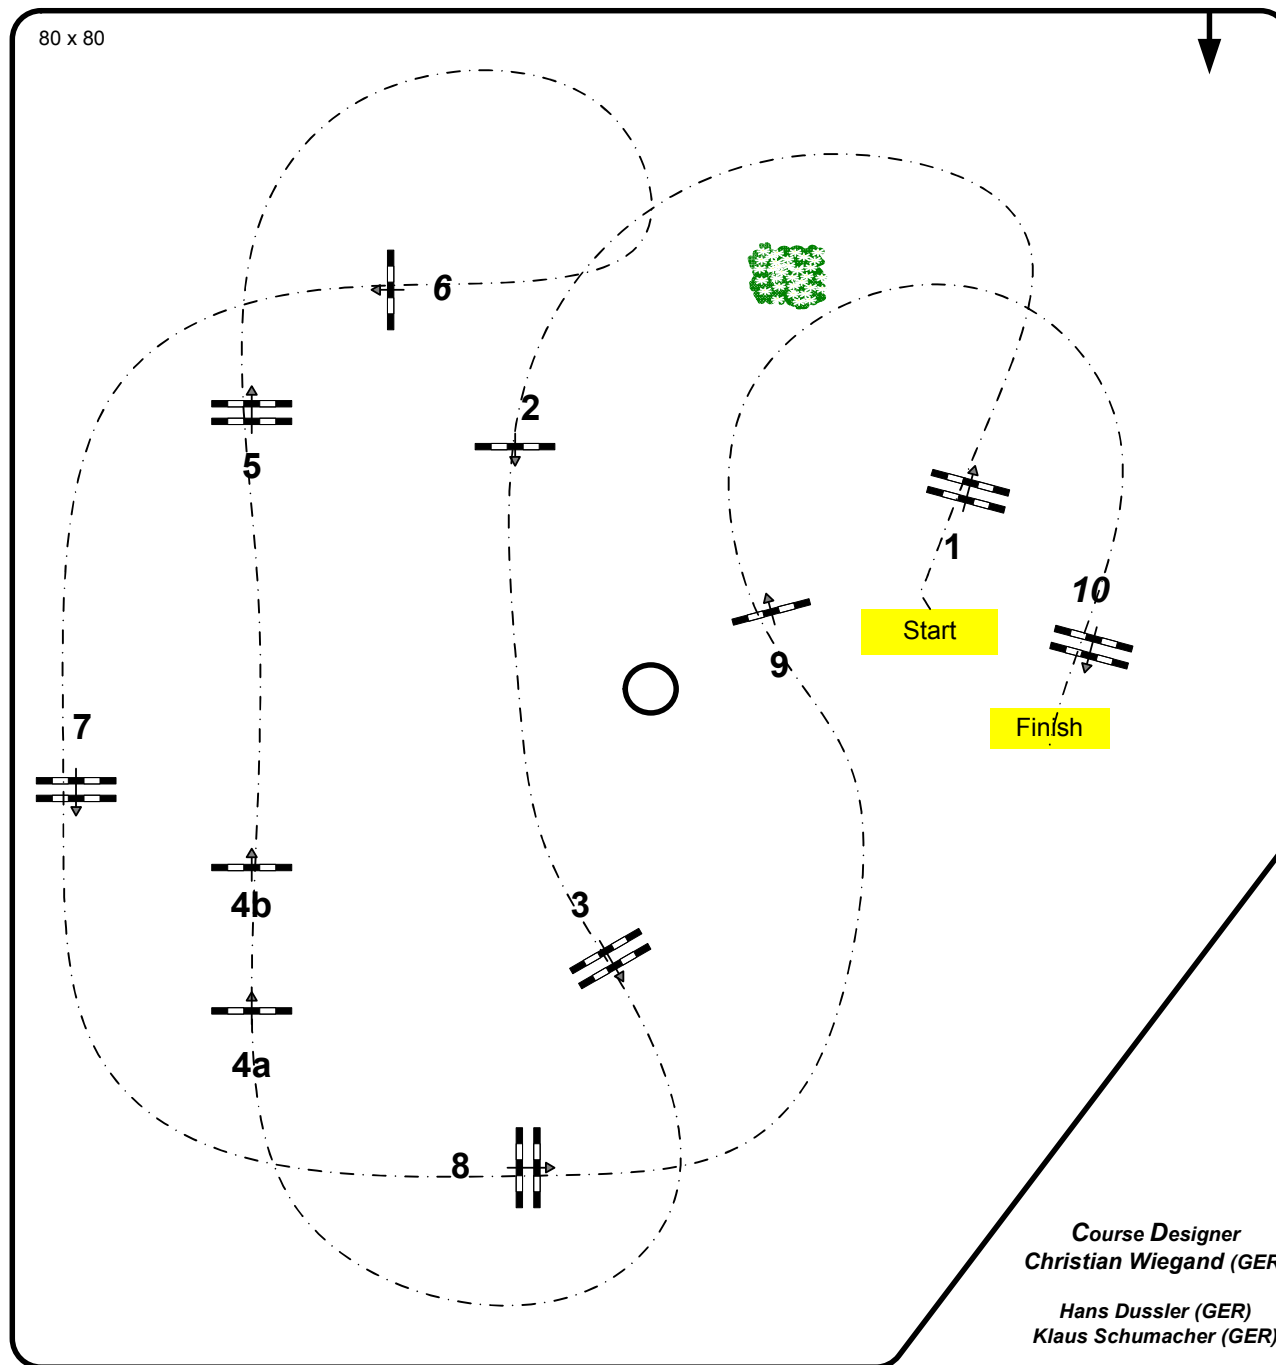 80 x 80
6
2
5
1
10
Start
9
7
Finish
4b
3
4a
8
Course Designer
Christian Wiegand (GER
Hans Dussler (GER)
Klaus Schumacher (GER)